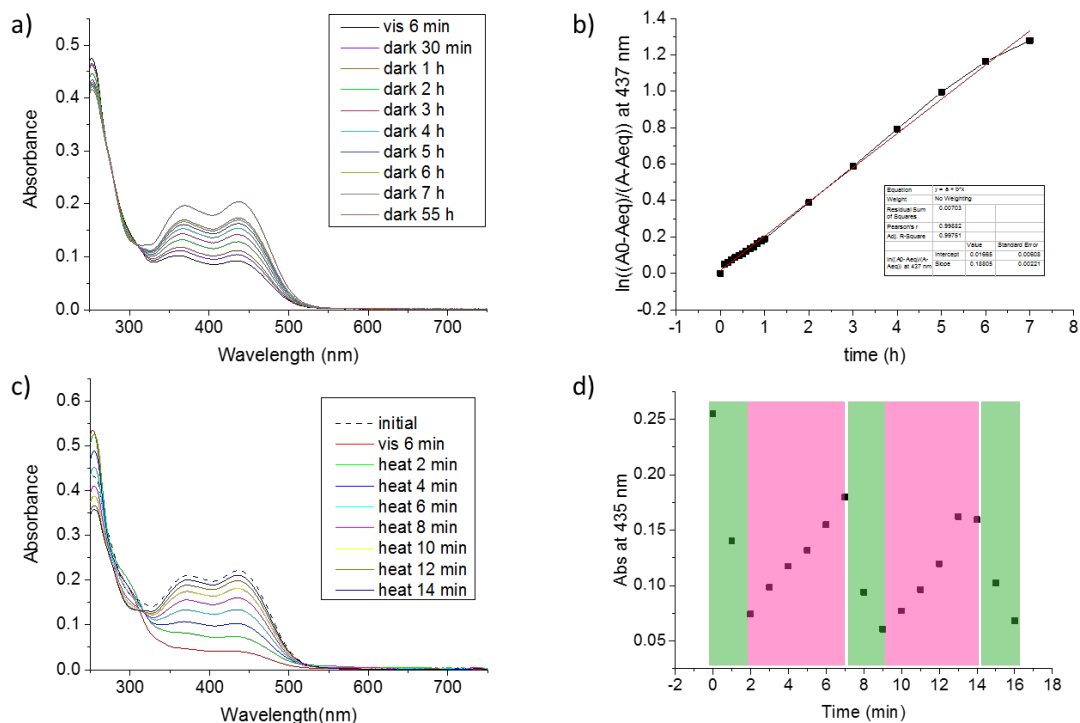 a)
0.5
0.4
0.3
0.2
0.1
0.0
Absorbance
300
400
500
600
700
Wavelength (nm)
vis 6 min
dark 30 min
dark 1 h
dark 2 h
dark 3 h
dark 4 h
dark 5 h
dark 6 h
dark 7 h
dark 55 h
b)
1.4
1.2
1.0
0.8
0.6
0.4
0.2
0.0
-0.2
ln((A0-Aeq)/(A-Aeq)) at 437 nm
-1
0
1
2
3
4
5
6
7
8
time (h)
Equation y = a + b*x
Weight No Weighting
Residual Sum of Squares 0.00703
Pearson's r 0.99882
Adj. R-Square 0.99751
Value Standard Error
ln((A0-Aeq)/(A-Aeq)) at 437 nm Intercept 0.01665 0.00608
Slope 0.18805 0.00221
c)
0.6
0.5
0.4
0.3
0.2
0.1
0.0
Absorbance
300
400
500
600
700
Wavelength(nm)
initial
vis 6 min
heat 2 min
heat 4 min
heat 6 min
heat 8 min
heat 10 min
heat 12 min
heat 14 min
d)
0.25
0.20
0.15
0.10
0.05
Abs at 435 nm
-2
0
2
4
6
8
10
12
14
16
18
Time (min)